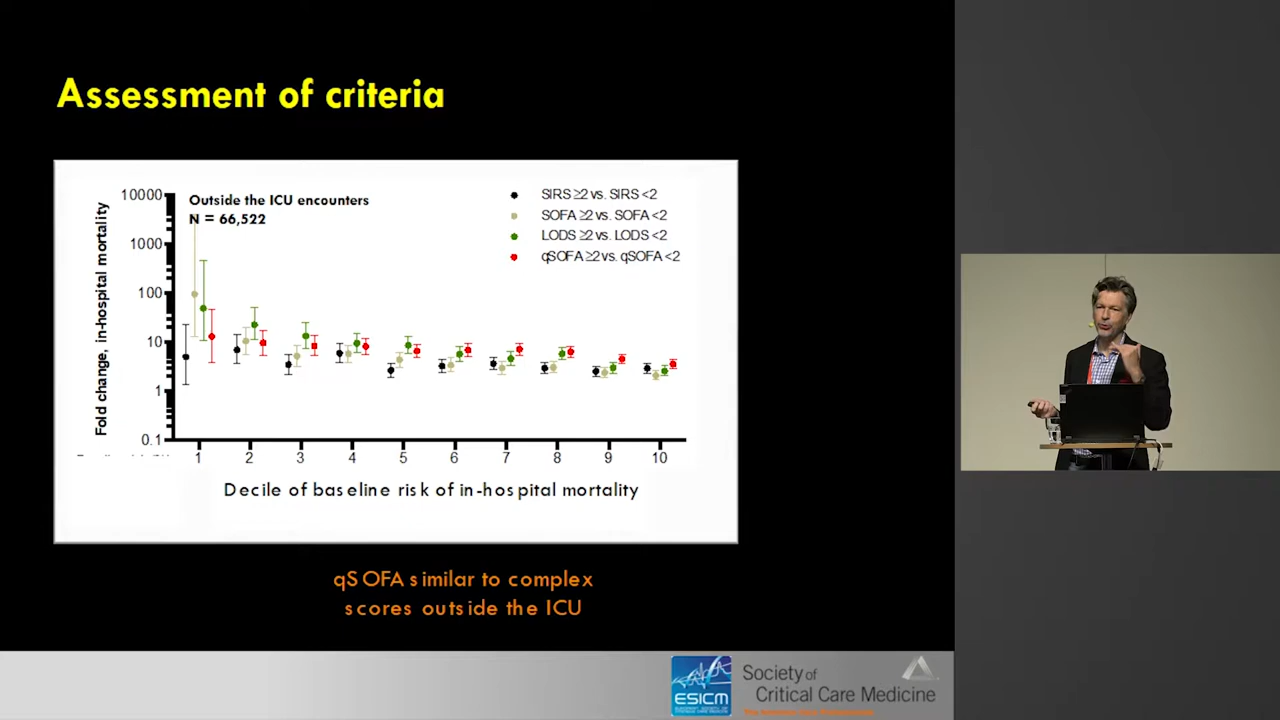 Assessment of criteria
Outside the ICU encounters
N = 66,522
SIRS ≥2 vs. SIRS <2
SOFA ≥2 vs. SOFA <2
LODS ≥2 vs. LODS <2
qSOFA ≥2 vs. qSOFA <2
Fold change, in-hospital mortality
10000
1000
100
10
1
0.1
1 2 3 4 5 6 7 8 9 10
Decile of baseline risk of in-hospital mortality
qSOFA similar to complex
scores outside the ICU
ESICM
Society of
Critical Care Medicine